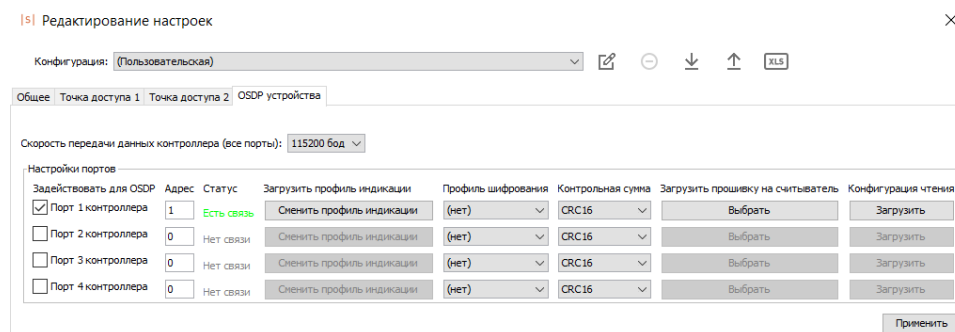 |S| Редактирование настроек
Конфигурация: (Пользовательская) XLS
Общее Точка доступа 1 Точка доступа 2 OSDP устройства
Скорость передачи данных контроллера (все порты): 115200 бод
Настройки портов
Задействовать для OSDP Адрес Статус Загрузить профиль индикации Профиль шифрования Контрольная сумма Загрузить прошивку на считыватель Конфигурация чтения
Порт 1 контроллера 1 Есть связь Сменить профиль индикации (нет) CRC16 Выбрать Загрузить
Порт 2 контроллера 0 Нет связи Сменить профиль индикации (нет) CRC16 Выбрать Загрузить
Порт 3 контроллера 0 Нет связи Сменить профиль индикации (нет) CRC16 Выбрать Загрузить
Порт 4 контроллера 0 Нет связи Сменить профиль индикации (нет) CRC16 Выбрать Загрузить
Применить